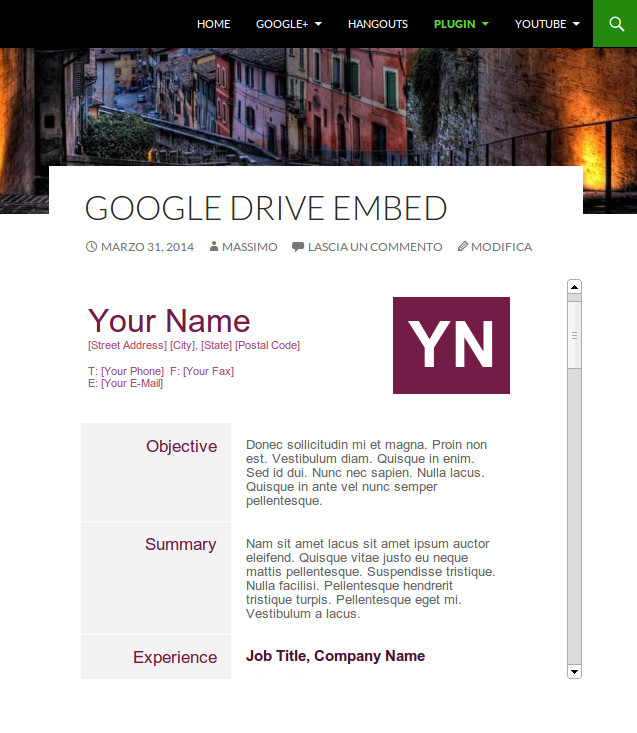 HOME GOOGLE+ HANGOUTS PLUGIN YOUTUBE
GOOGLE DRIVE EMBED
MARZO 31, 2014 MASSIMO LASCIA UN COMMENTO MODIFICA
Your Name
[Street Address] [City], [State] [Postal Code]
T: [Your Phone] F: [Your Fax]
E: [Your E-Mail]
YN
Objective
Donec sollicitudin mi et magna. Proin non
est. Vestibulum diam. Quisque in enim.
Sed id dui. Nunc nec sapien. Nulla lacus.
Quisque in ante vel nunc semper
pellentesque.
Summary
Nam sit amet lacus sit amet ipsum auctor
eleifend. Quisque vitae justo eu neque
mattis pellentesque. Suspendisse tristique.
Nulla facilisi. Pellentesque hendrerit
tristique turpis. Pellentesque eget mi.
Vestibulum a lacus.
Experience
Job Title, Company Name